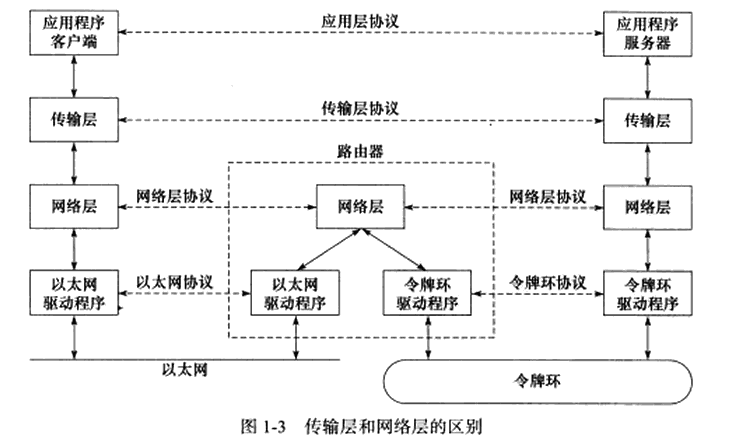 应用程序
客户端
应用层协议
应用程序
服务器
传输层
传输层协议
传输层
路由器
网络层
网络层协议
网络层
网络层协议
网络层
以太网
驱动程序
以太网协议
以太网
驱动程序
令牌环
驱动程序
令牌环协议
令牌环
驱动程序
以太网
令牌环
图 1-3 传输层和网络层的区别